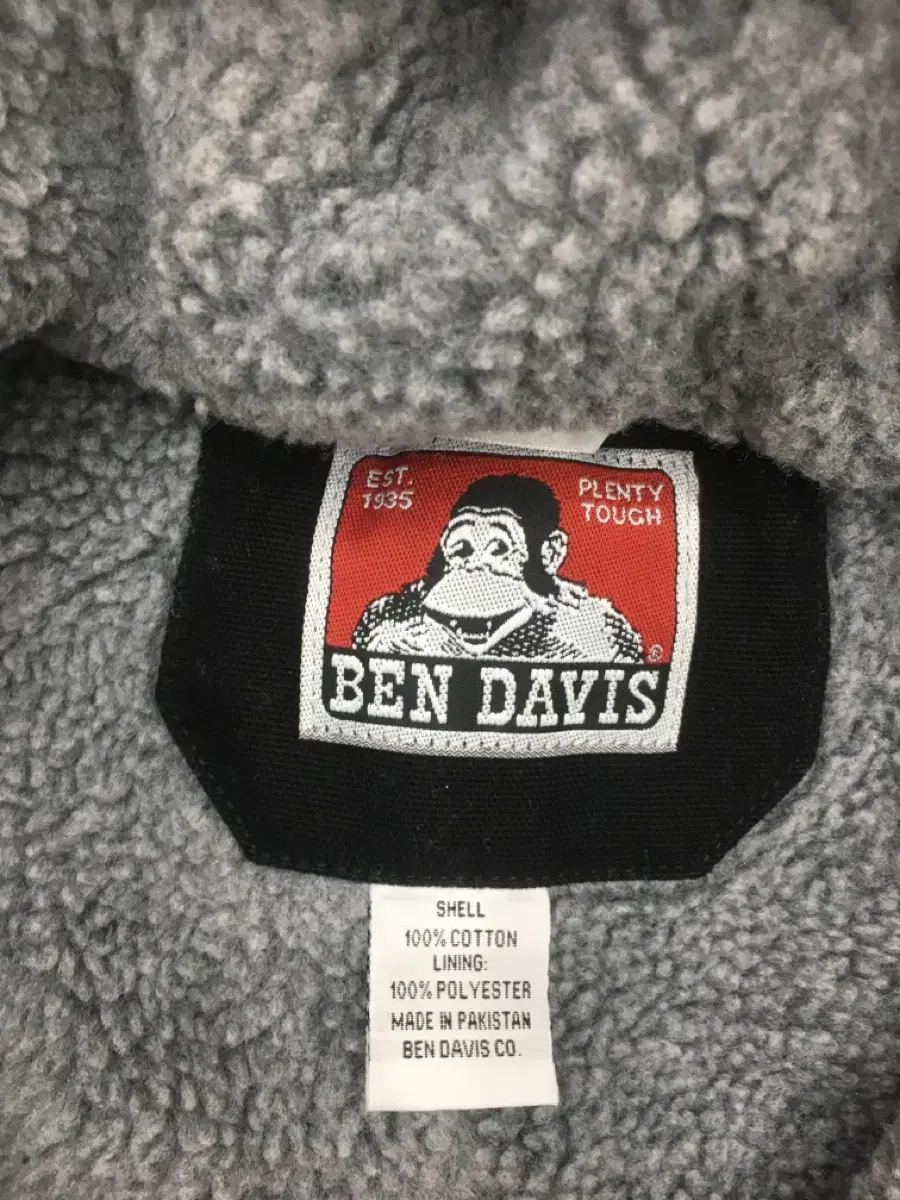 EST.
1935
PLENTY
TOUGH
BEN DAVIS
®
SHELL
100% COTTON
LINING:
100% POLYESTER
MADE IN PAKISTAN
BEN DAVIS CO.